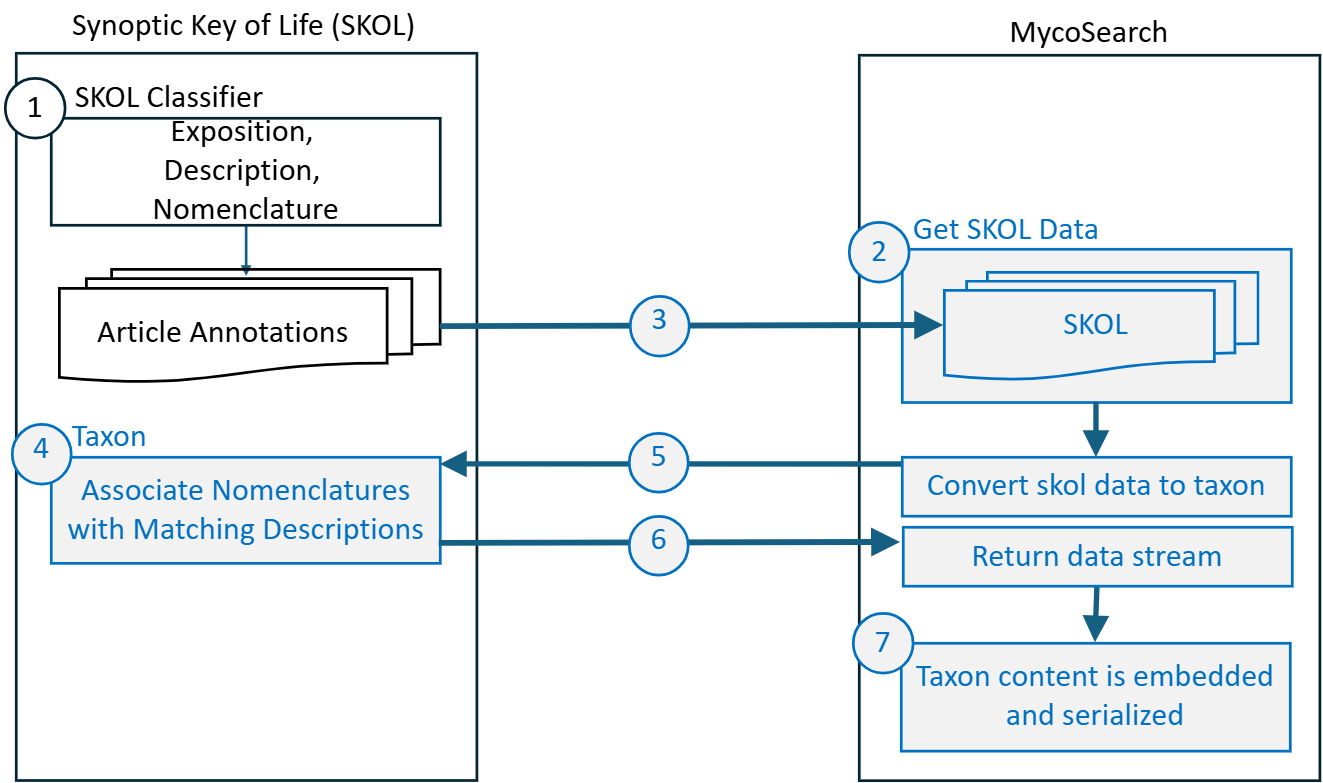 Synoptic Key of Life (SKOL)
1
SKOL Classifier
Exposition,
Description,
Nomenclature
Article Annotations
4
Taxon
Associate Nomenclatures
with Matching Descriptions
3
5
6
MycoSearch
2
Get SKOL Data
SKOL
Convert skol data to taxon
Return data stream
7
Taxon content is embedded
and serialized